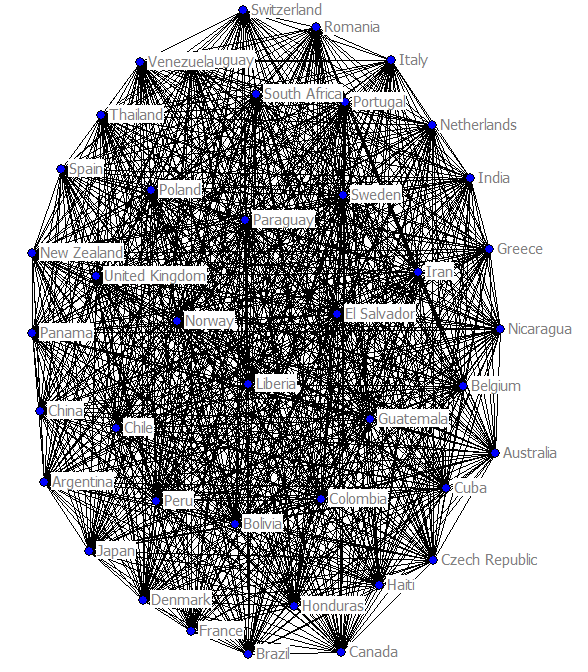 Switzerland
Romania
Venezuela
uguay
Italy
South Africa
Portugal
Thailand
Netherlands
Spain
Poland
India
Sweden
Paraguay
New Zealand
Greece
United Kingdom
Iran
Norway
El Salvador
Panama
Nicaragua
Liberia
Belgium
China
Chile
Guatemala
Australia
Argentina
Cuba
Peru
Colombia
Bolivia
Japan
Czech Republic
Haiti
Denmark
Honduras
France
Brazil
Canada